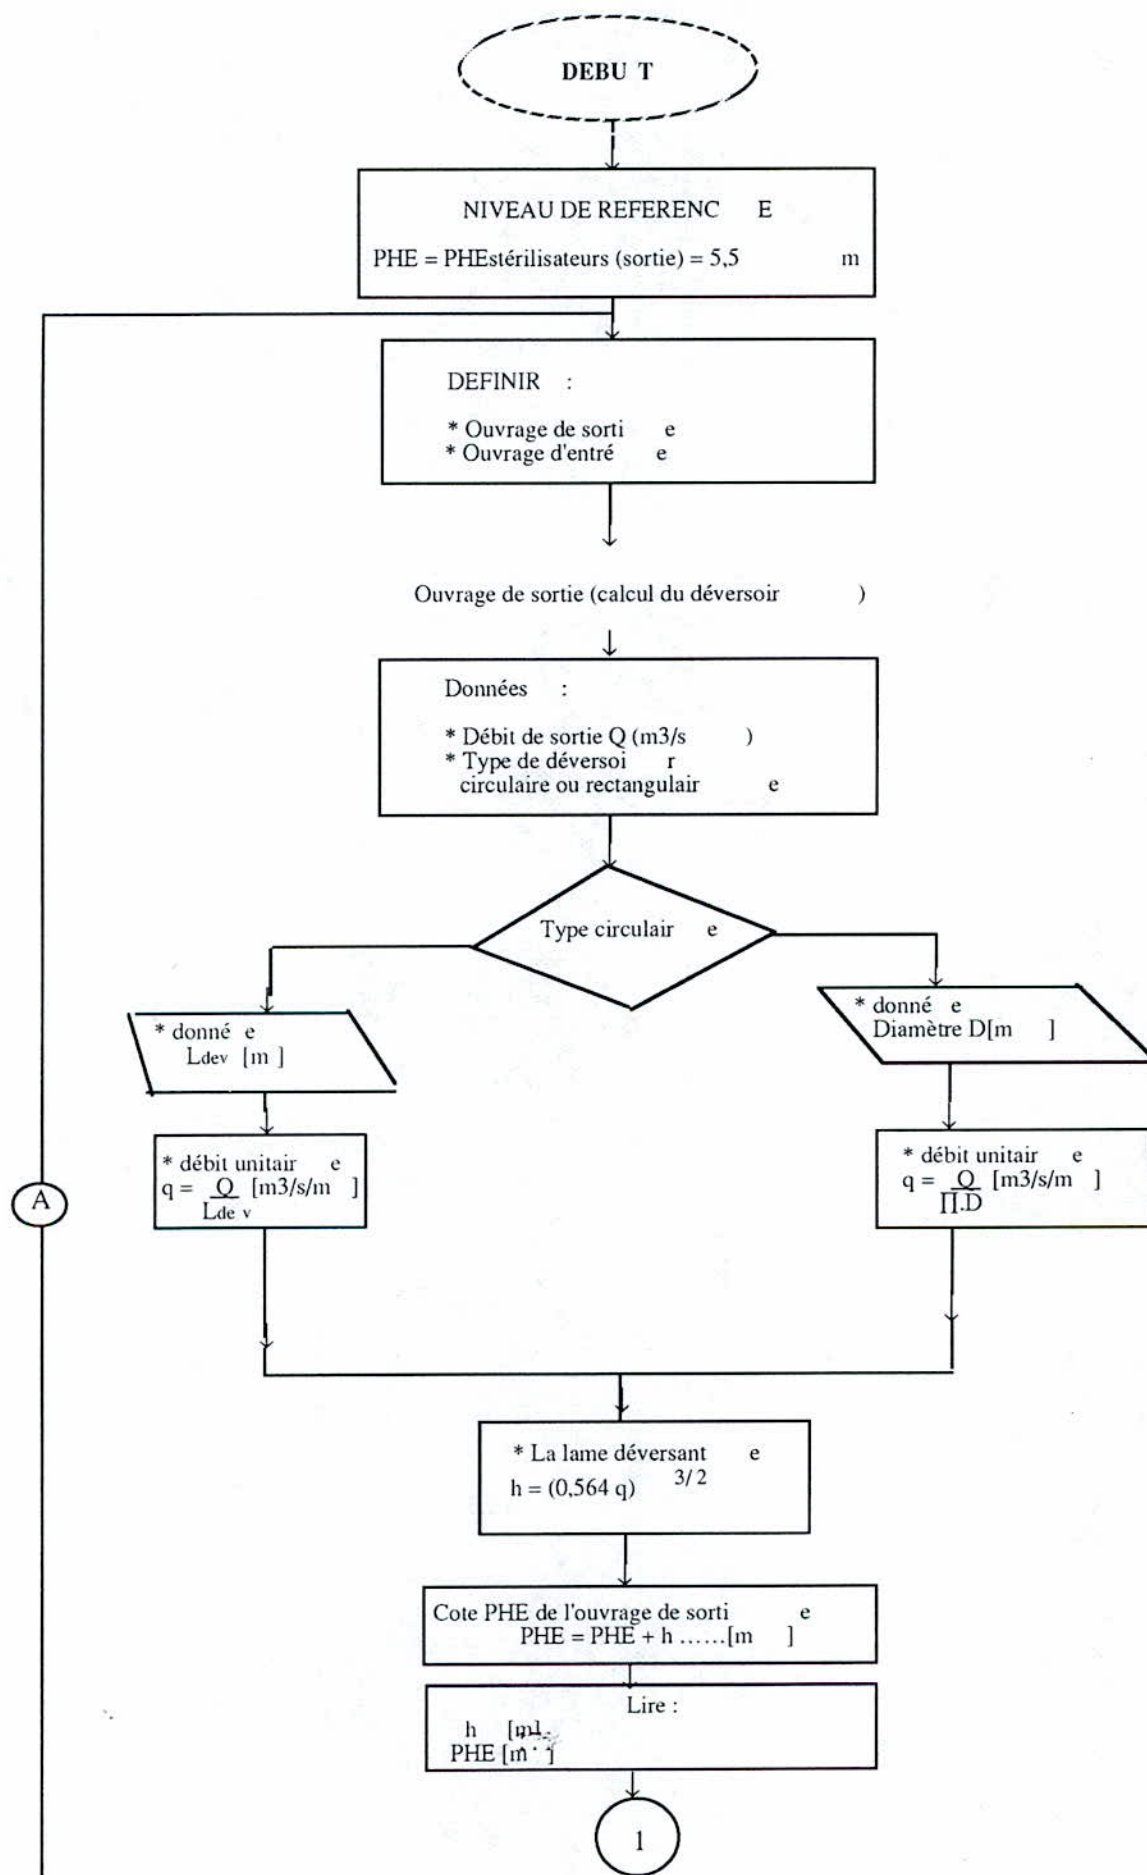 DEBU T
NIVEAU DE REFERENC E
PHE = PHEstérilisateurs (sortie) = 5,5 m
DEFINIR :
* Ouvrage de sorti e
* Ouvrage d'entré e
Ouvrage de sortie (calcul du déversoir )
Données :
* Débit de sortie Q (m3/s )
* Type de déversoi r
circulaire ou rectangulair e
Type circulair e
* donné e
Ldev [m ]
* donné e
Diamètre D[m ]
* débit unitair e
q = Q [m3/s/m ]
Lde v
* débit unitair e
q = Q [m3/s/m ]
∏.D
A
* La lame déversant e
h = (0,564 q) 3/2
Cote PHE de l'ouvrage de sorti e
PHE = PHE + h ......[m ]
Lire :
h [m]
PHE [m ]
1